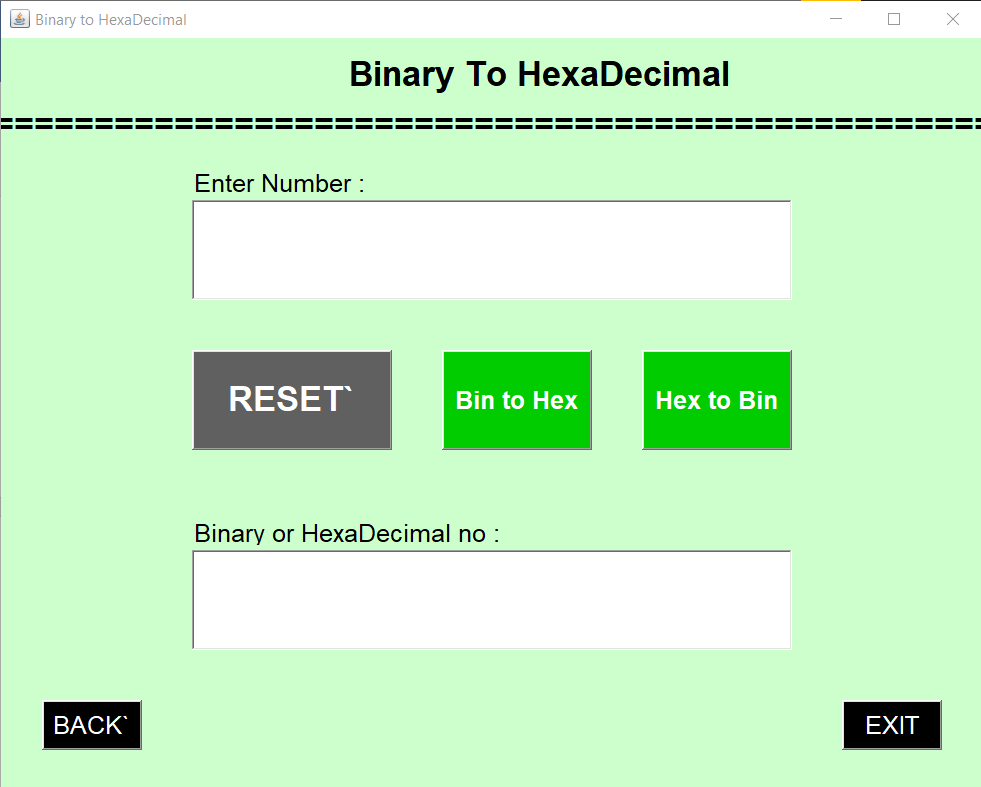 Binary to HexaDecimal
Binary To HexaDecimal
=================================================
Enter Number :
RESET` Bin to Hex Hex to Bin
Binary or HexaDecimal no :
BACK` EXIT